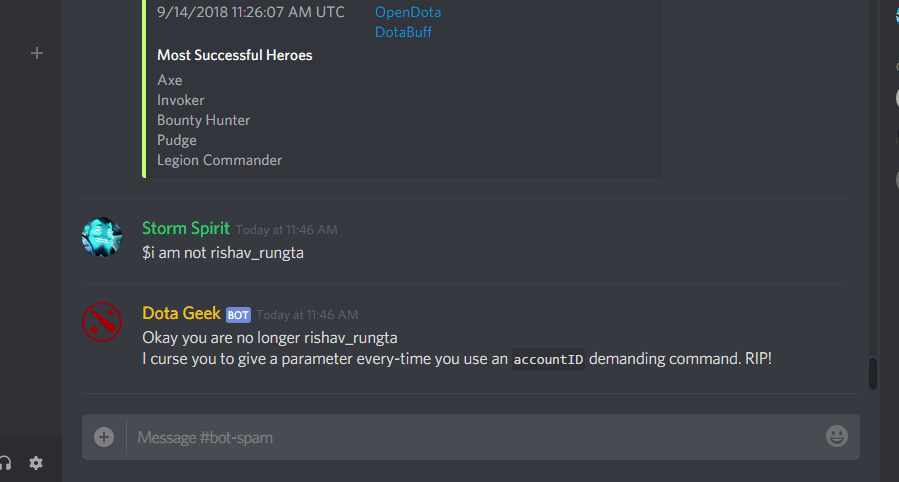 9/14/2018 11:26:07 AM UTC OpenDota
DotaBuff
Most Successful Heroes
Axe
Invoker
Bounty Hunter
Pudge
Legion Commander
Storm Spirit Today at 11:46 AM
$i am not rishav_rungta
Dota Geek BOT Today at 11:46 AM
Okay you are no longer rishav_rungta
I curse you to give a parameter every-time you use an accountID demanding command. RIP!
Message #bot-spam